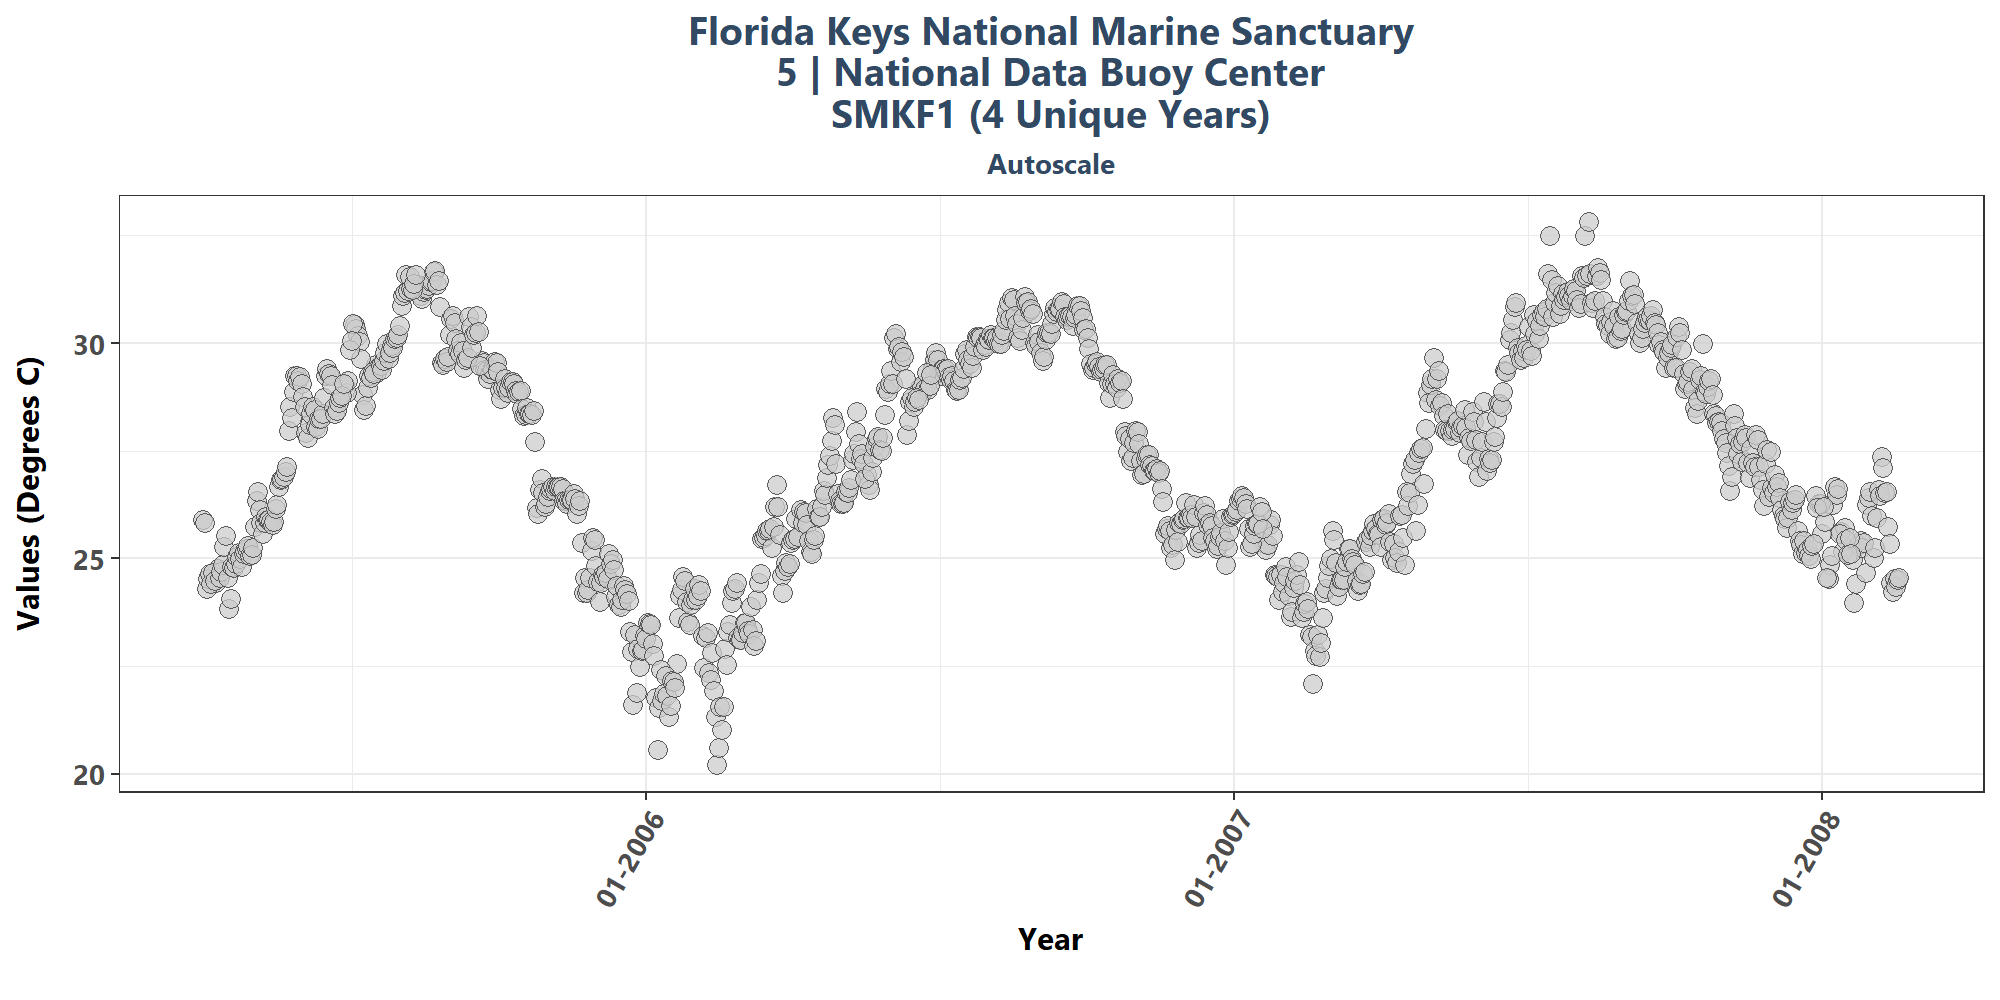 Florida Keys National Marine Sanctuary
5 | National Data Buoy Center
SMKF1 (4 Unique Years)
Autoscale
Values (Degrees C)
30
25
20
01-2006
01-2007
01-2008
Year